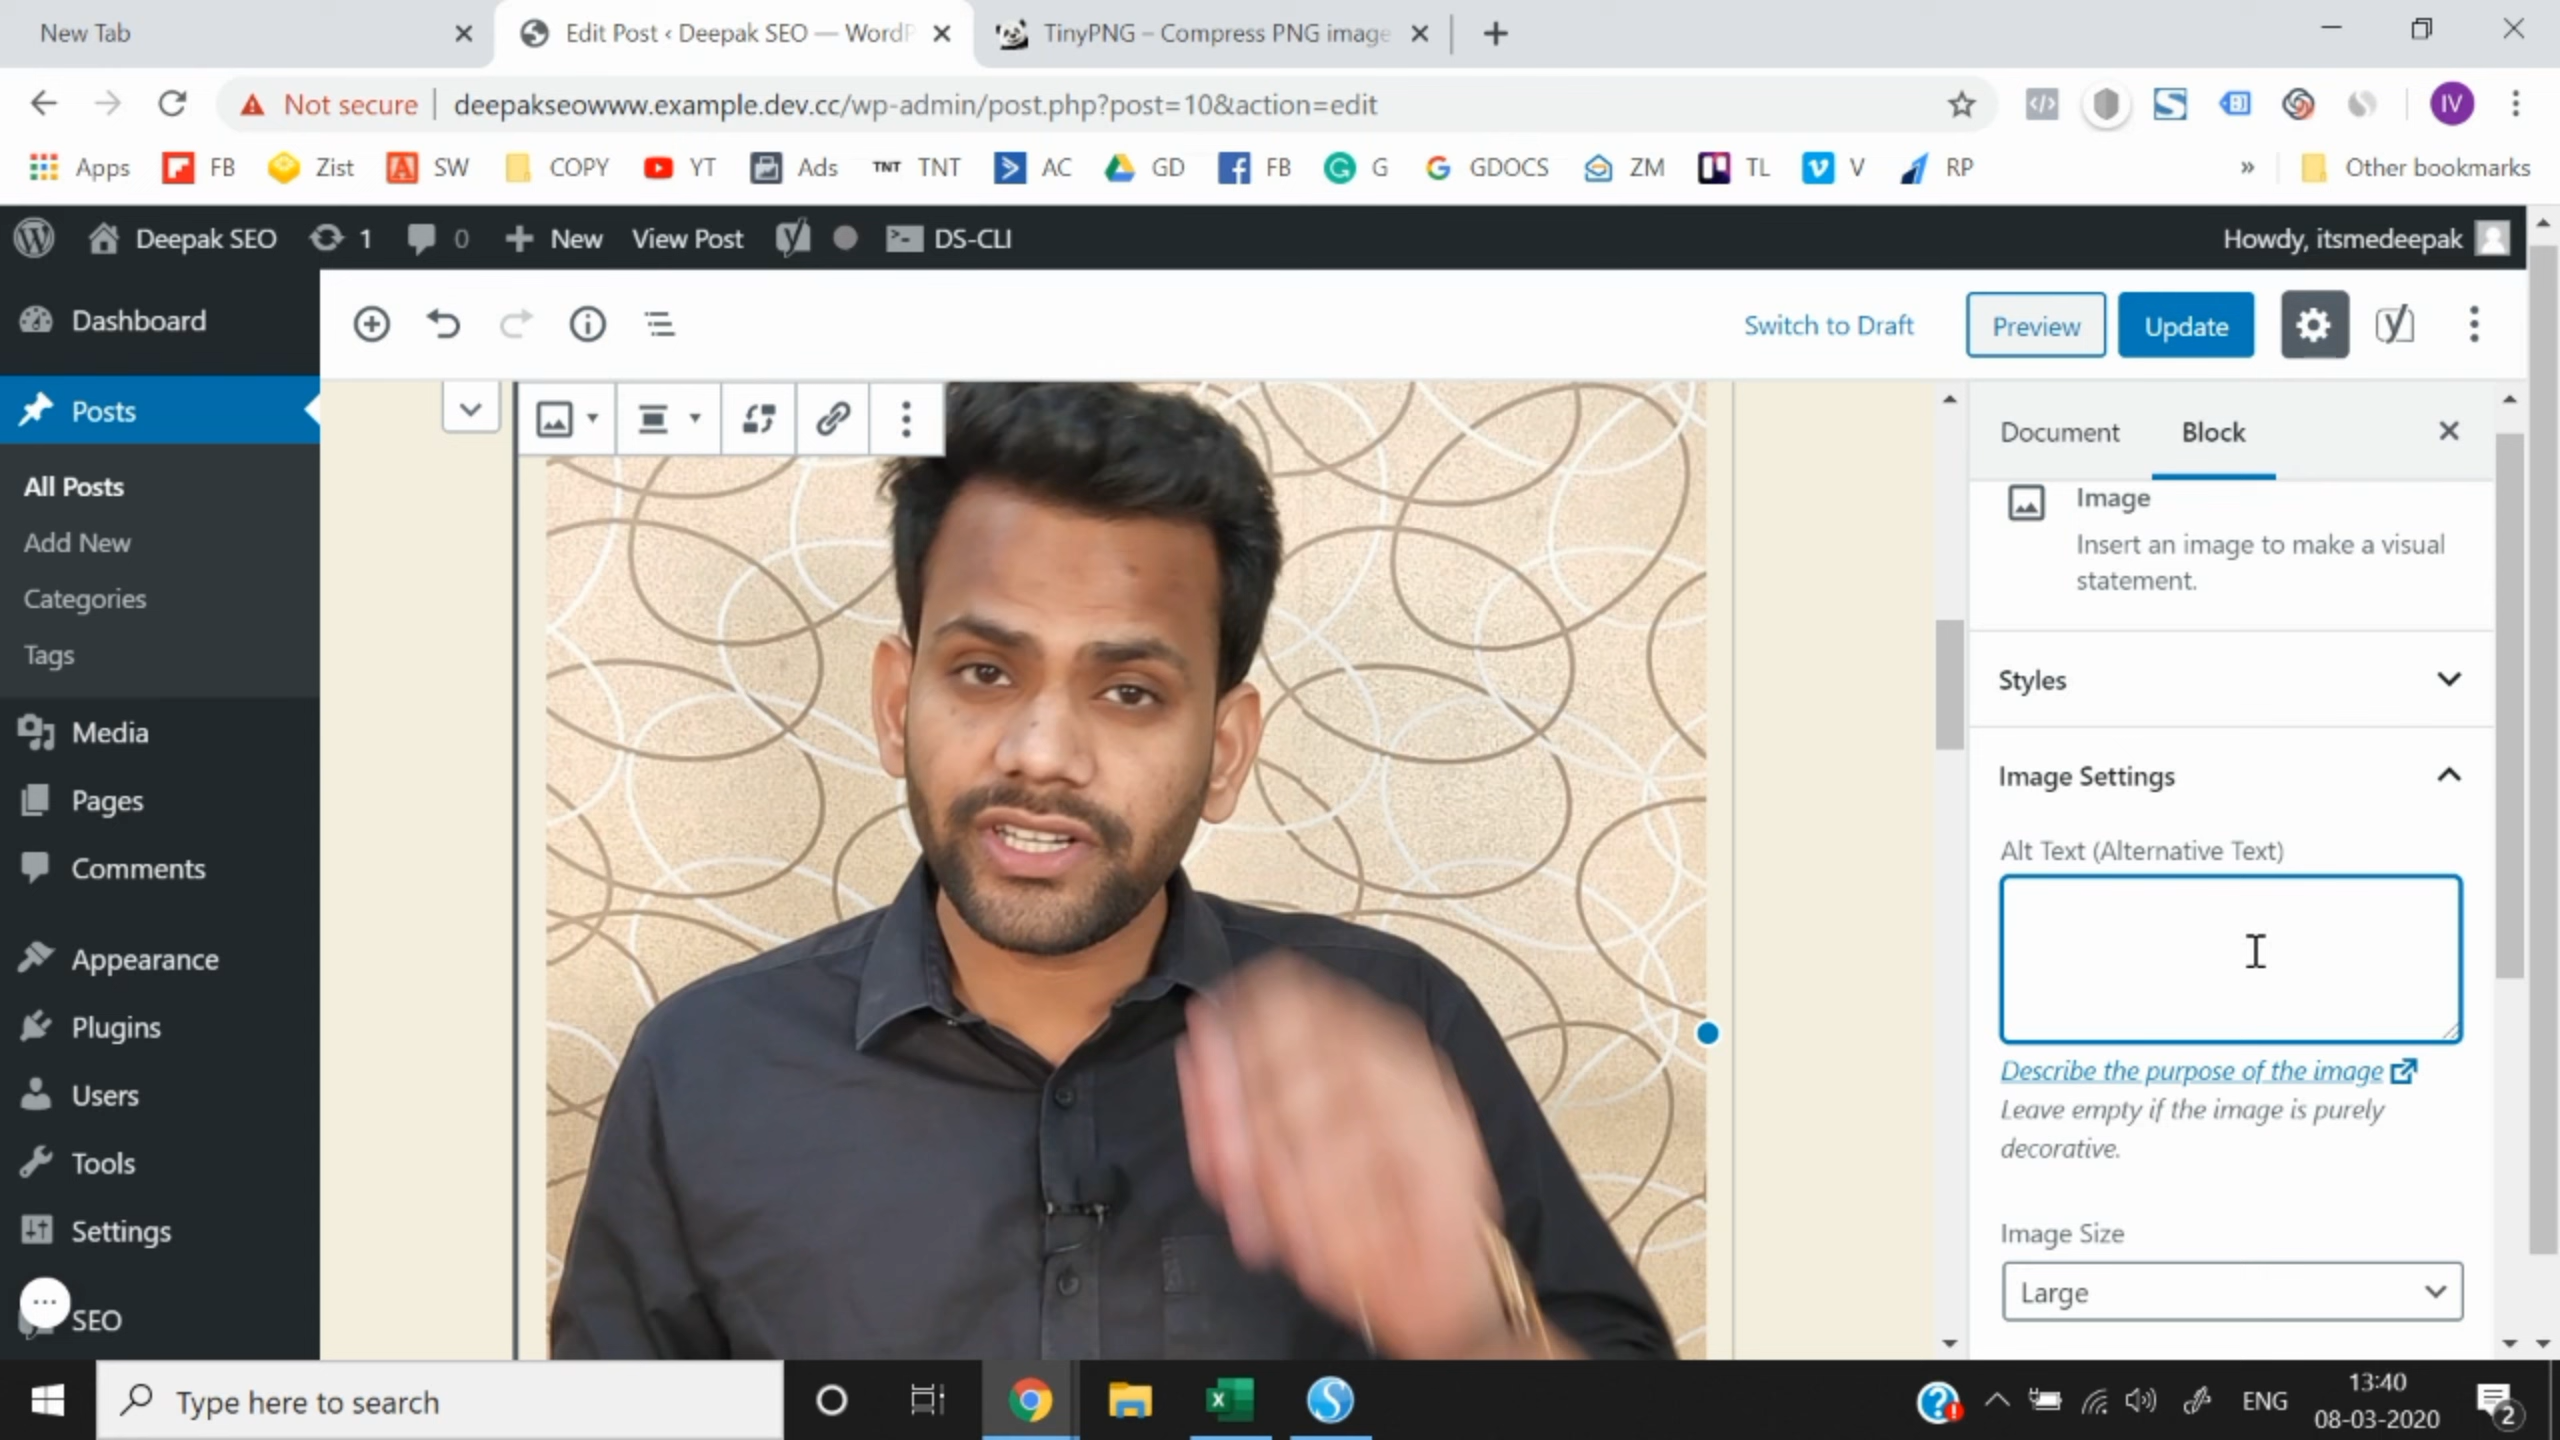 New Tab
Edit Post ‹ Deepak SEO — WordP
TinyPNG – Compress PNG image
Not secure
deepakseowww.example.dev.cc/wp-admin/post.php?post=10&action=edit
IV
Apps
FB
Zist
SW
COPY
YT
Ads
TNT TNT
AC
GD
FB
G
GDOCS
ZM
TL
V
RP
»
Other bookmarks
Deepak SEO
1
0
New
View Post
DS-CLI
Howdy, itsmedeepak
Dashboard
Posts
All Posts
Add New
Categories
Tags
Media
Pages
Comments
Appearance
Plugins
Users
Tools
Settings
SEO
Switch to Draft
Preview
Update
Document
Block
Image
Insert an image to make a visual
statement.
Styles
Image Settings
Alt Text (Alternative Text)
Describe the purpose of the image
Leave empty if the image is purely
decorative.
Image Size
Large
Type here to search
ENG
13:40
08-03-2020
2